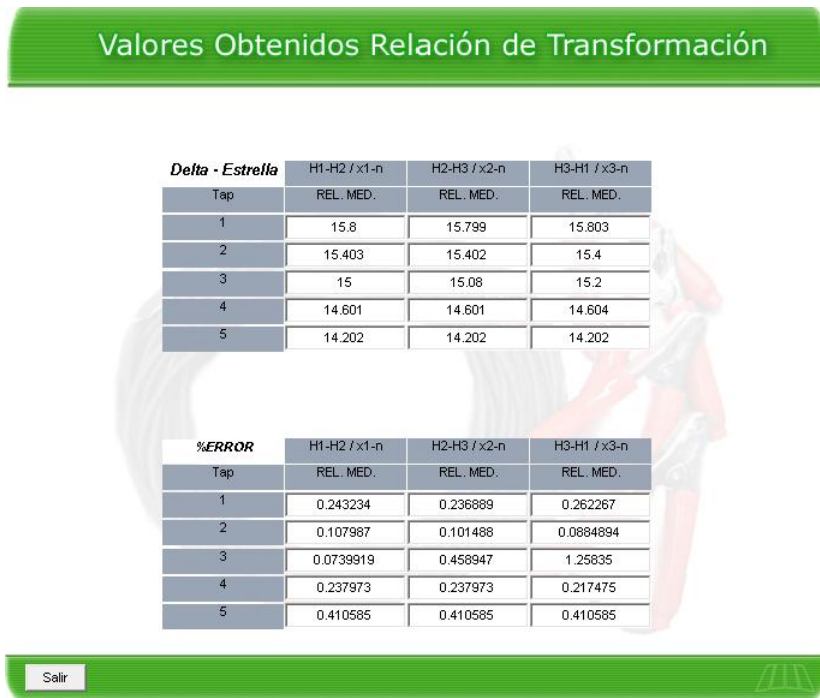 Valores Obtenidos Relación de Transformación
Delta - Estrella H1-H2 / x1-n H2-H3 / x2-n H3-H1 / x3-n
Tap REL. MED. REL. MED. REL. MED.
1 15.8 15.799 15.803
2 15.403 15.402 15.4
3 15 15.08 15.2
4 14.601 14.601 14.604
5 14.202 14.202 14.202
%ERROR H1-H2 / x1-n H2-H3 / x2-n H3-H1 / x3-n
Tap REL. MED. REL. MED. REL. MED.
1 0.243234 0.236889 0.262267
2 0.107987 0.101488 0.0884894
3 0.0739919 0.458947 1.25835
4 0.237973 0.237973 0.217475
5 0.410585 0.410585 0.410585
Salir